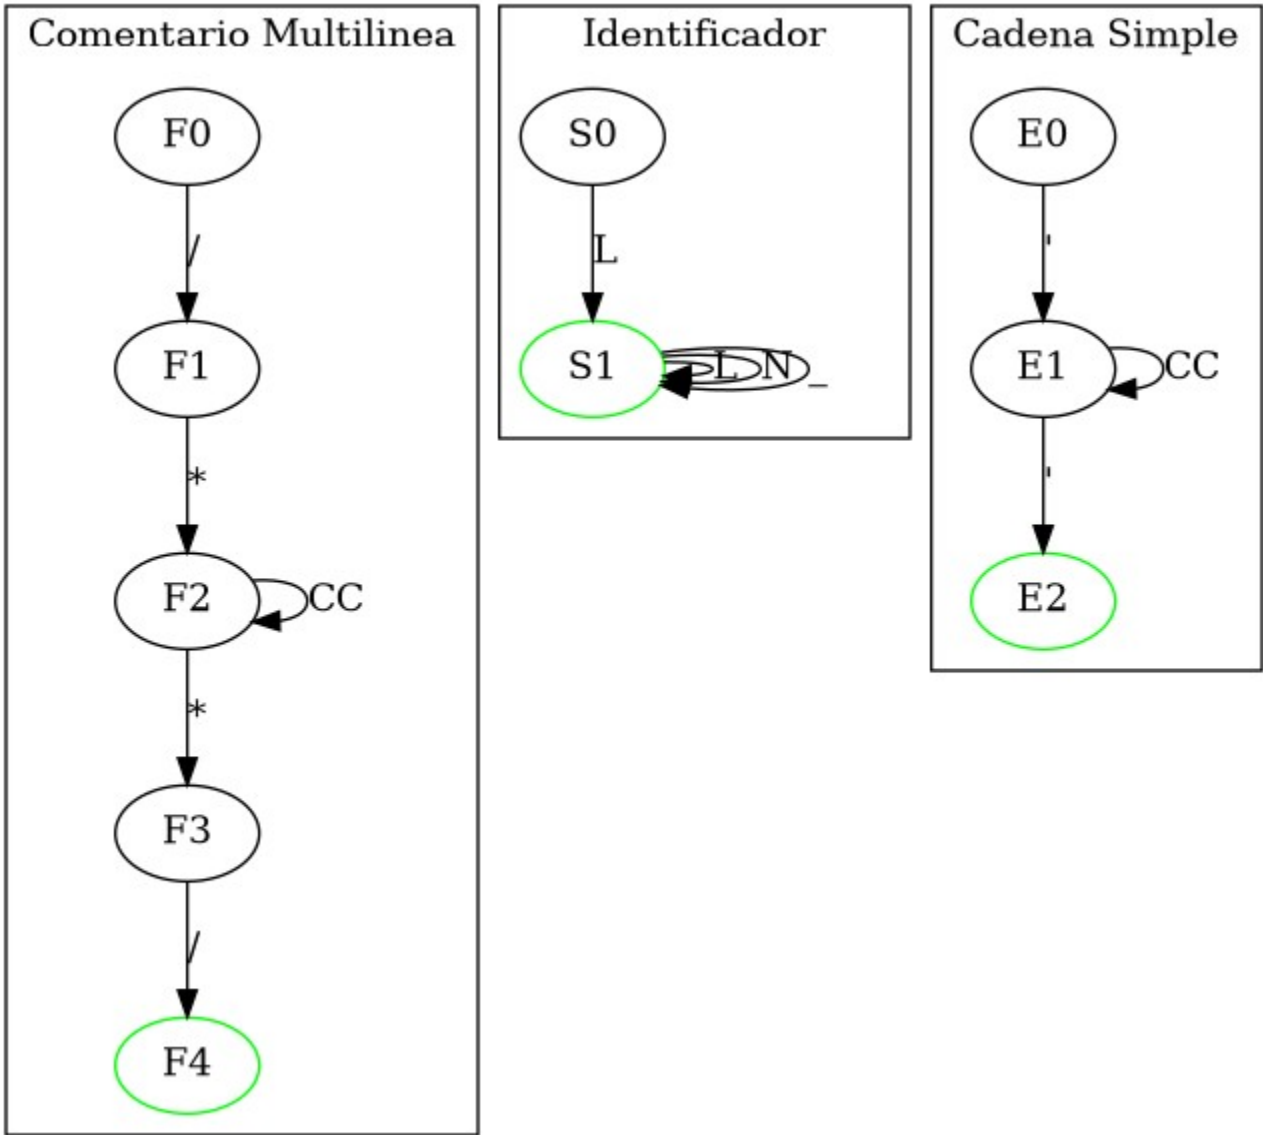 Comentario Multilinea
F0
/
F1
*
F2
CC
*
F3
/
F4
Identificador
S0
L
S1
L
N
_
Cadena Simple
E0
'
E1
CC
'
E2